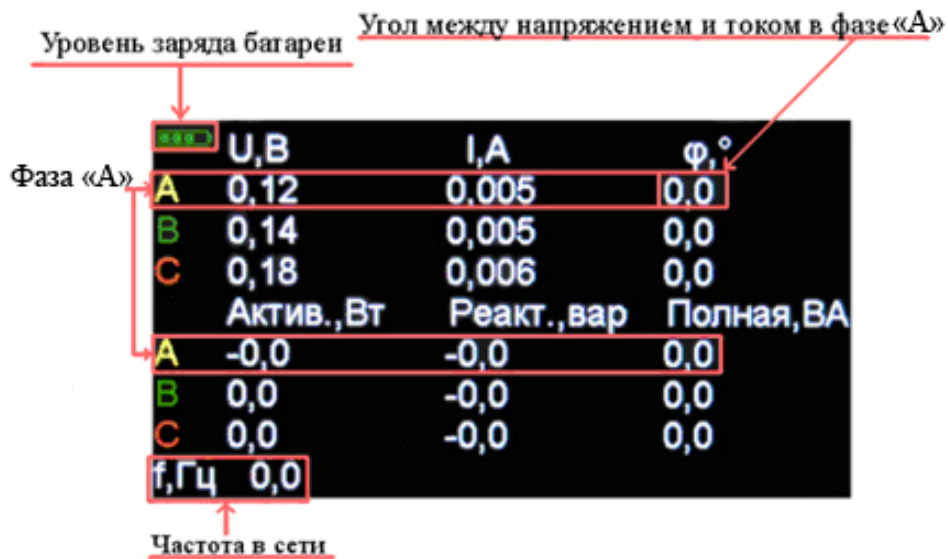 Угол между напряжением и током в фазе «А»
Уровень заряда батареи
U,В I,А φ,°
Фаза «А»
А 0,12 0,005 0,0
В 0,14 0,005 0,0
С 0,18 0,006 0,0
Актив.,Вт Реакт.,вар Полная,ВА
А -0,0 -0,0 0,0
В 0,0 -0,0 0,0
С 0,0 -0,0 0,0
f,Гц 0,0
Частота в сети